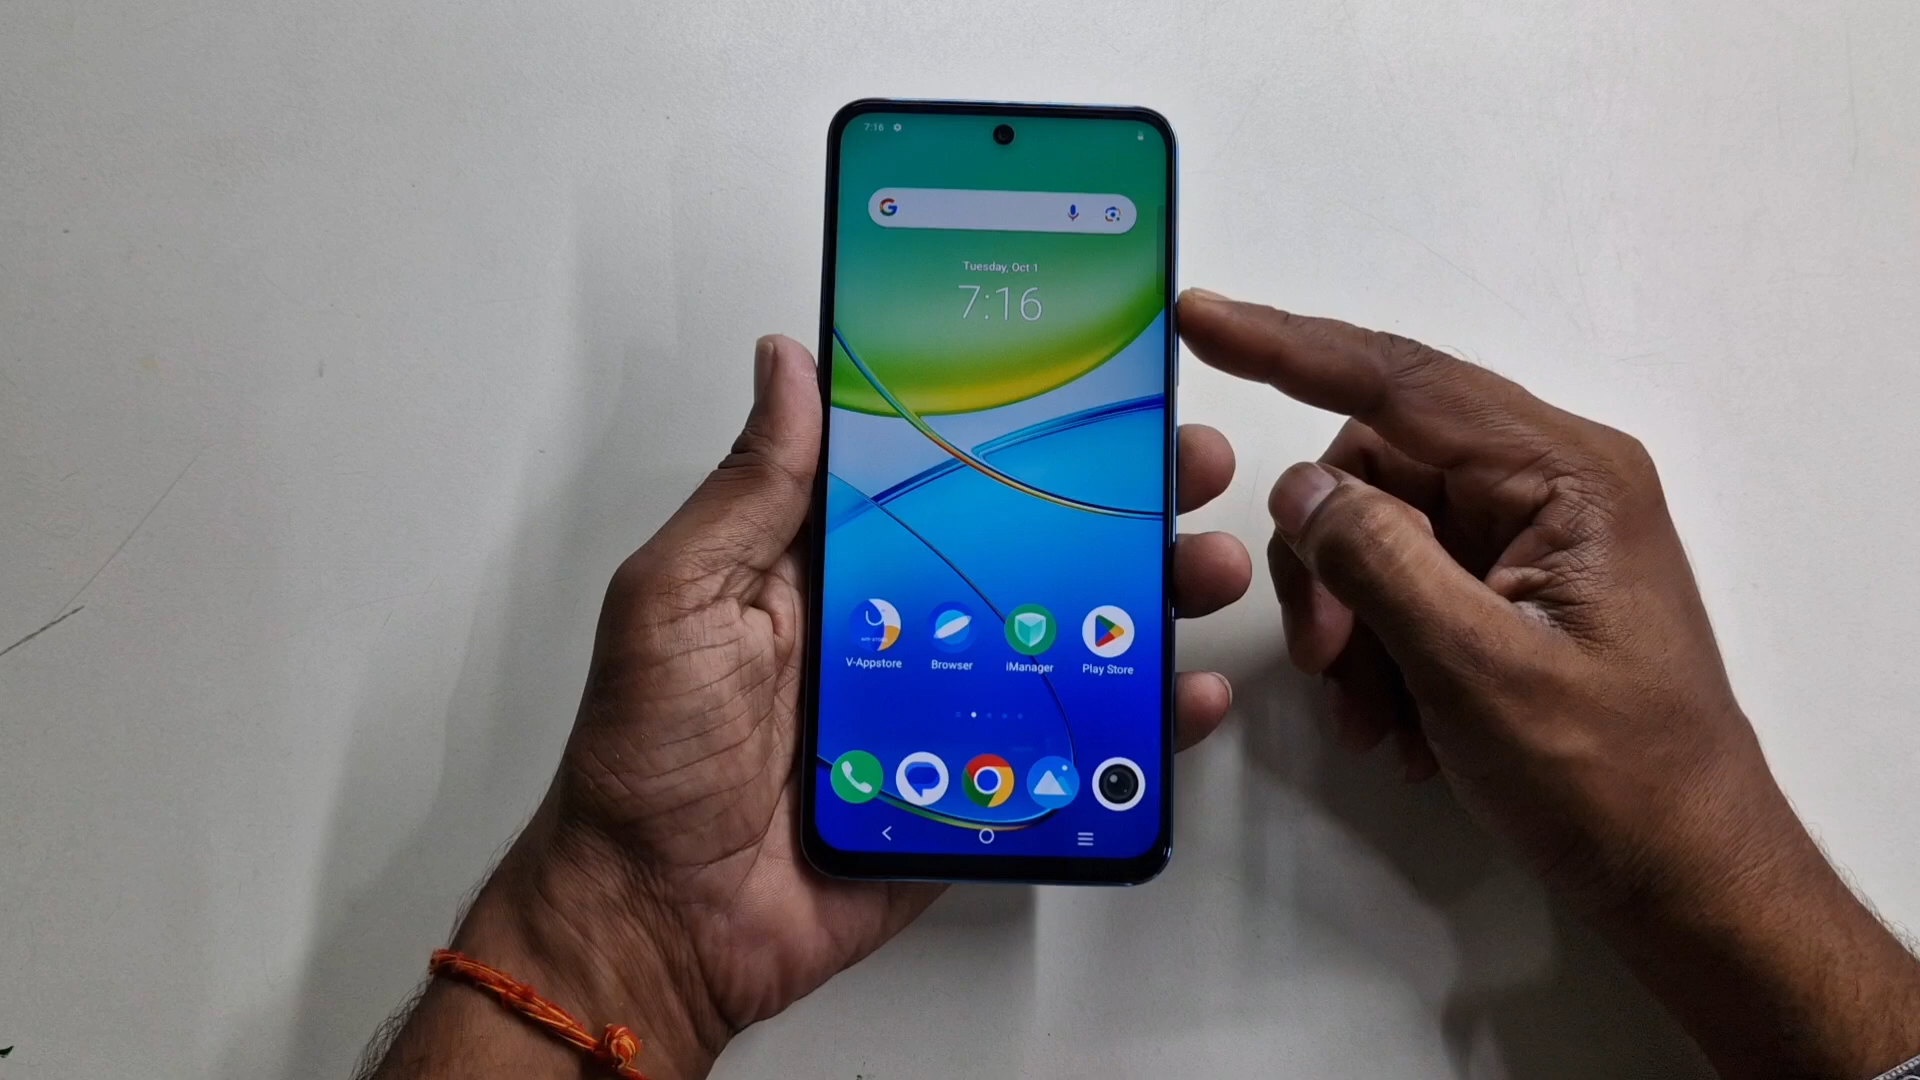 7:16
G
Tuesday, Oct 1
7:16
V-Appstore
Browser
iManager
Play Store